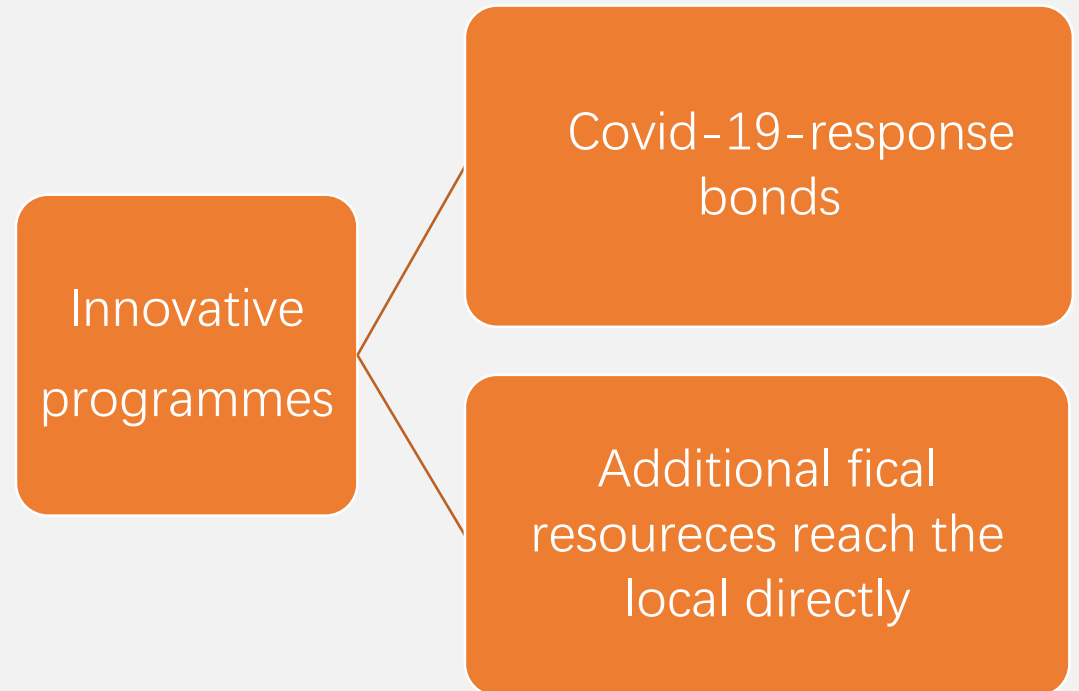 Innovative
programmes
Covid-19-response
bonds
Additional fical
resoureces reach the
local directly